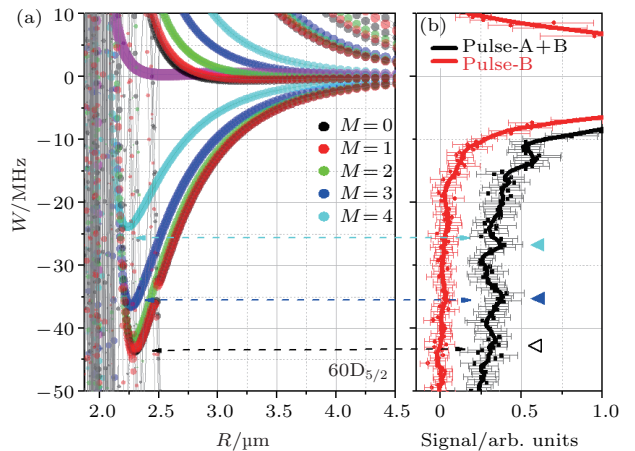 (a)
(b)
10
0
−10
−20
−30
−40
−50
W/MHz
M=0
M=1
M=2
M=3
M=4
60D5/2
2.0
2.5
3.0
3.5
4.0
4.5
R/μm
Pulse-A+B
Pulse-B
0
0.5
1.0
Signal/arb. units